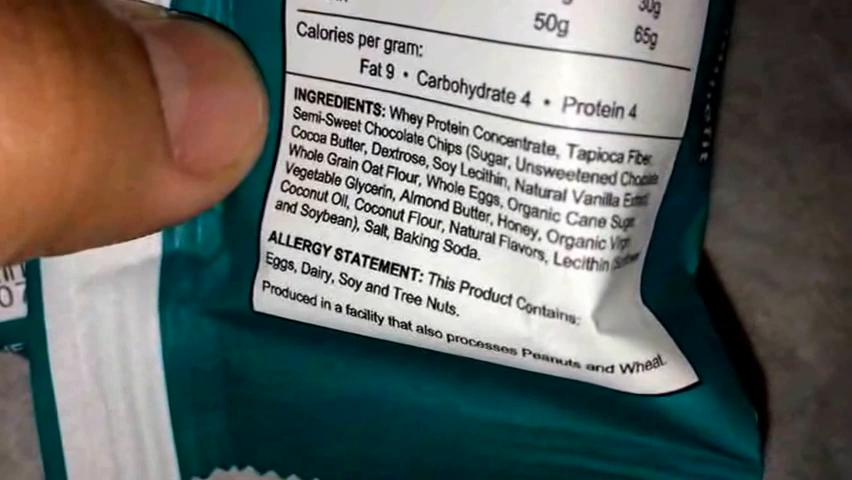 30g
50g 65g
Calories per gram:
Fat 9 • Carbohydrate 4 • Protein 4
INGREDIENTS: Whey Protein Concentrate, Tapioca Fiber
Semi-Sweet Chocolate Chips (Sugar, Unsweetened Chocolate
Cocoa Butter, Dextrose, Soy Lecithin, Natural Vanilla Extract
Whole Grain Oat Flour, Whole Eggs, Organic Cane Sugar
Vegetable Glycerin, Almond Butter, Honey, Organic Virgin
Coconut Oil, Coconut Flour, Natural Flavors, Lecithin (Sunflower
and Soybean), Salt, Baking Soda.
ALLERGY STATEMENT: This Product Contains:
Eggs, Dairy, Soy and Tree Nuts.
Produced in a facility that also processes Peanuts and Wheat.